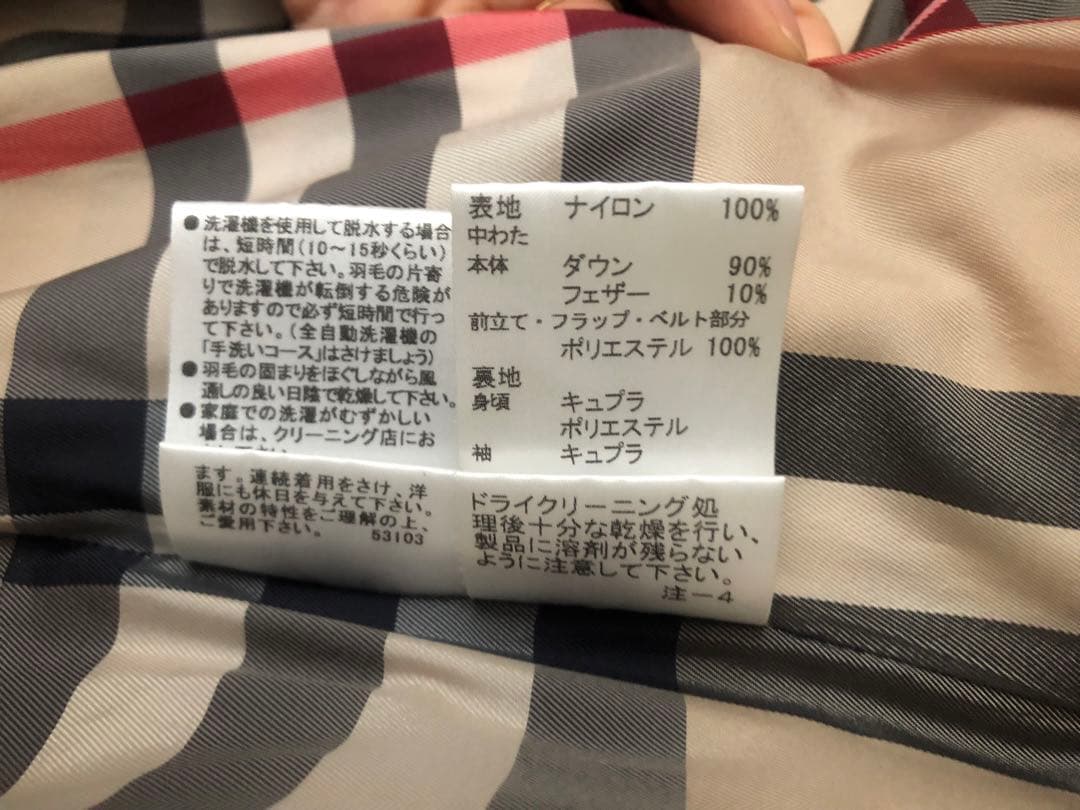 ●洗濯機を使用して脱水する場合
は、短時間(10～15秒くらい)
で脱水して下さい。羽毛の片寄
りで洗濯機が転倒する危険が
ありますので必ず短時間で行っ
て下さい。(全自動洗濯機の
「手洗いコース」はさけましょう)
●羽毛の固まりをほぐしながら風
通しの良い日陰で乾燥して下さい。
●家庭での洗濯がむずかしい
場合は、クリーニング店にお
ます。連続着用をさけ、洋
服にも休日を与えて下さい。
素材の特性をご理解の上、
ご愛用下さい。 53103
表地 ナイロン 100%
中わた
本体 ダウン 90%
フェザー 10%
前立て・フラップ・ベルト部分
ポリエステル 100%
裏地
身頃 キュプラ
ポリエステル
袖 キュプラ
ドライクリーニング処
理後十分な乾燥を行い、
製品に溶剤が残らない
ように注意して下さい。
注－4